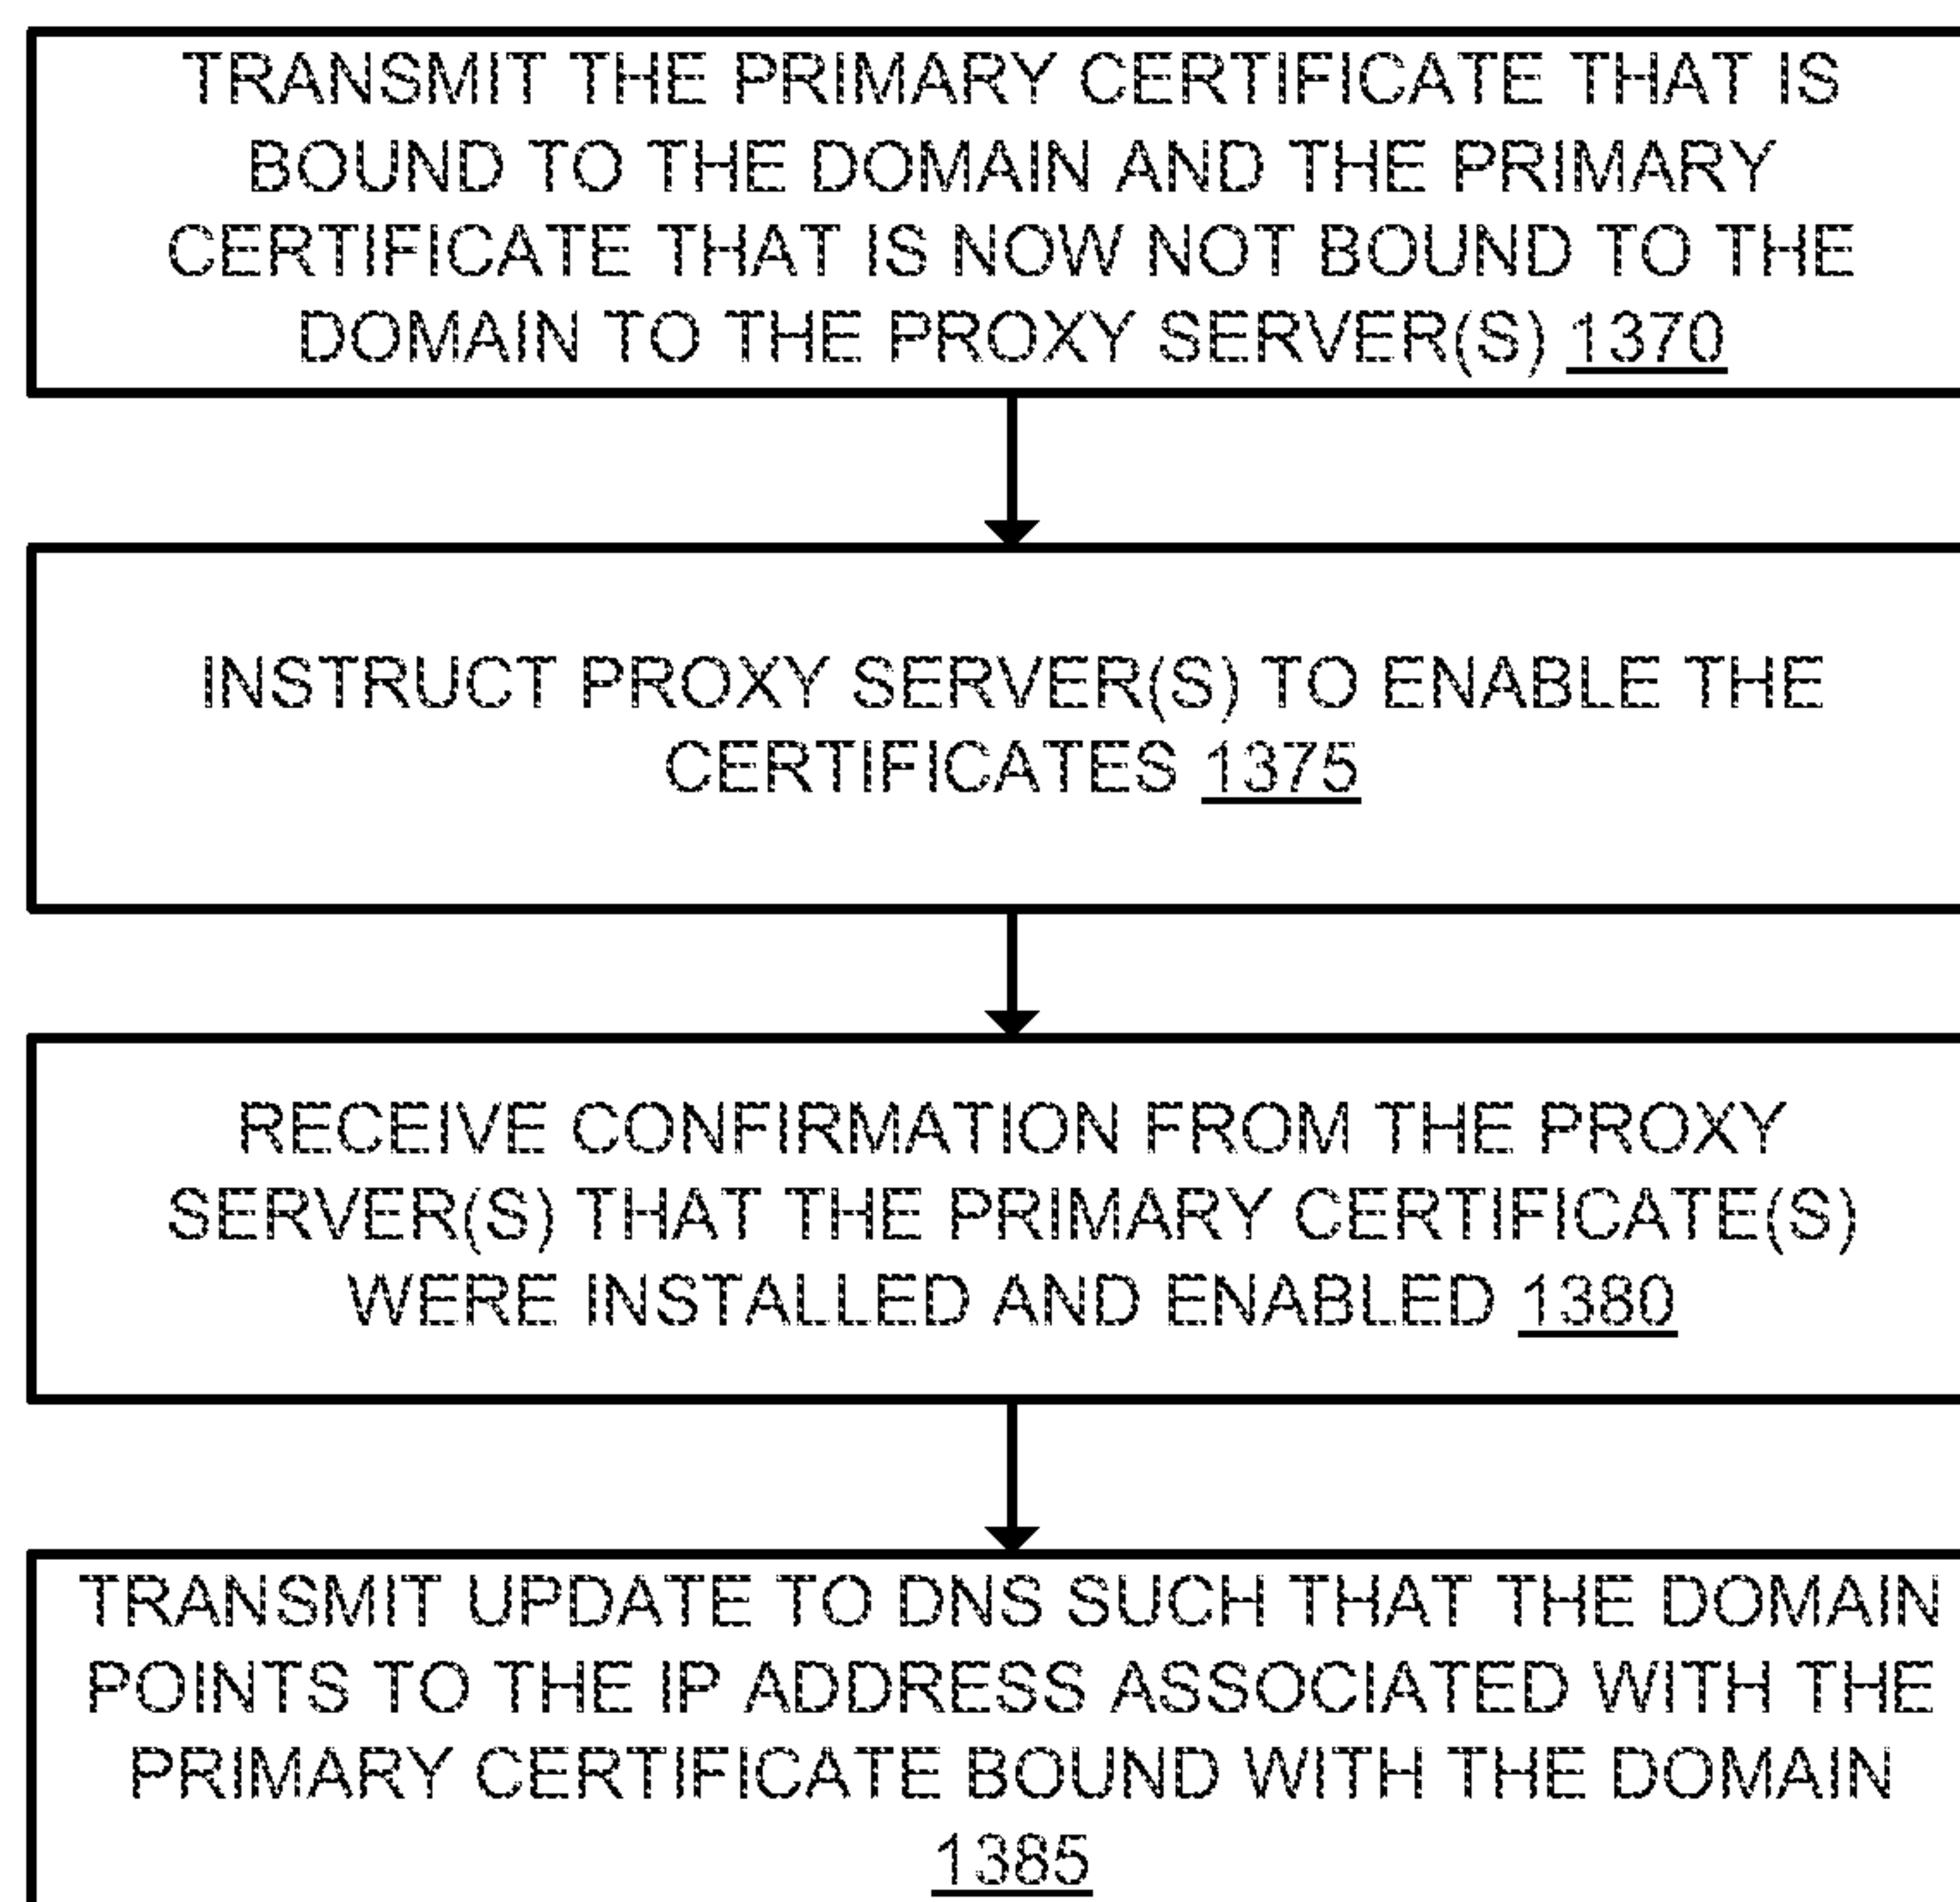 TRANSMIT THE PRIMARY CERTIFICATE THAT IS
BOUND TO THE DOMAIN AND THE PRIMARY
CERTIFICATE THAT IS NOW NOT BOUND TO THE
DOMAIN TO THE PROXY SERVER(S) 1370
INSTRUCT PROXY SERVER(S) TO ENABLE THE
CERTIFICATES 1375
RECEIVE CONFIRMATION FROM THE PROXY
SERVER(S) THAT THE PRIMARY CERTIFICATE(S)
WERE INSTALLED AND ENABLED 1380
TRANSMIT UPDATE TO DNS SUCH THAT THE DOMAIN
POINTS TO THE IP ADDRESS ASSOCIATED WITH THE
PRIMARY CERTIFICATE BOUND WITH THE DOMAIN
1385